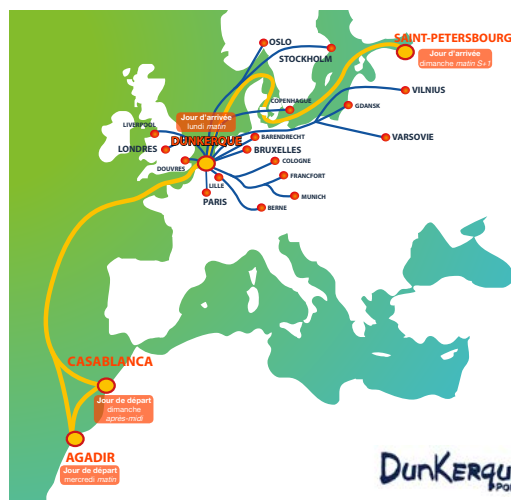 OSLO
SAINT-PETERSBOURG
Jour d'arrivée
dimanche matin S+1
STOCKHOLM
VILNIUS
COPENHAGUE
GDANSK
Jour d'arrivée
lundi matin
LIVERPOOL
DUNKERQUE
BARENDRECHT
VARSOVIE
LONDRES
BRUXELLES
DOUVRES
COLOGNE
LILLE
FRANCFORT
PARIS
MUNICH
BERNE
CASABLANCA
Jour de départ
dimanche
après-midi
AGADIR
Jour de départ
mercredi matin
DunKerqu
PO